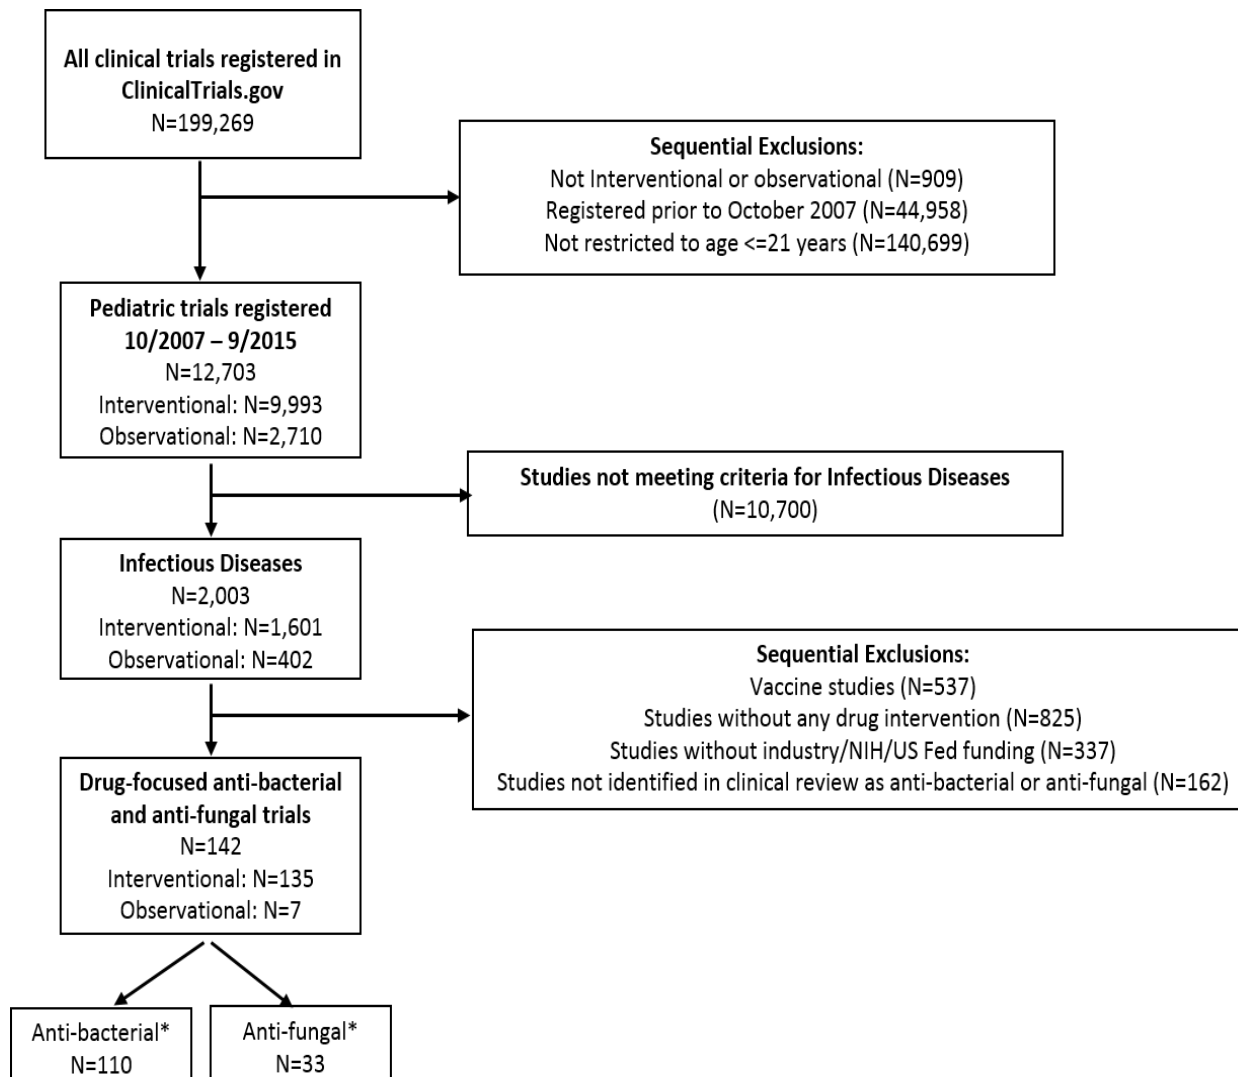 All clinical trials registered in
ClinicalTrials.gov
N=199,269
Sequential Exclusions:
Not Interventional or observational (N=909)
Registered prior to October 2007 (N=44,958)
Not restricted to age <=21 years (N=140,699)
Pediatric trials registered
10/2007 – 9/2015
N=12,703
Interventional: N=9,993
Observational: N=2,710
Studies not meeting criteria for Infectious Diseases
(N=10,700)
Infectious Diseases
N=2,003
Interventional: N=1,601
Observational: N=402
Sequential Exclusions:
Vaccine studies (N=537)
Studies without any drug intervention (N=825)
Studies without industry/NIH/US Fed funding (N=337)
Studies not identified in clinical review as anti-bacterial or anti-fungal (N=162)
Drug-focused anti-bacterial
and anti-fungal trials
N=142
Interventional: N=135
Observational: N=7
Anti-bacterial*
N=110
Anti-fungal*
N=33